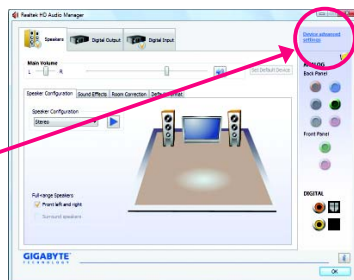 Realtek HD Audio Manager
Speakers
Digital Output
Digital Input
Device advanced
settings
Main Volume
L
R
Set Default Device
ANALOG
Back Panel
Speaker Configuration
Sound Effects
Room Correction
Default Format
Speaker Configuration
Stereo
Front Panel
Full-range Speakers
Front left and right
Surround speakers
DIGITAL
GIGABYTE
TECHNOLOGY
OK